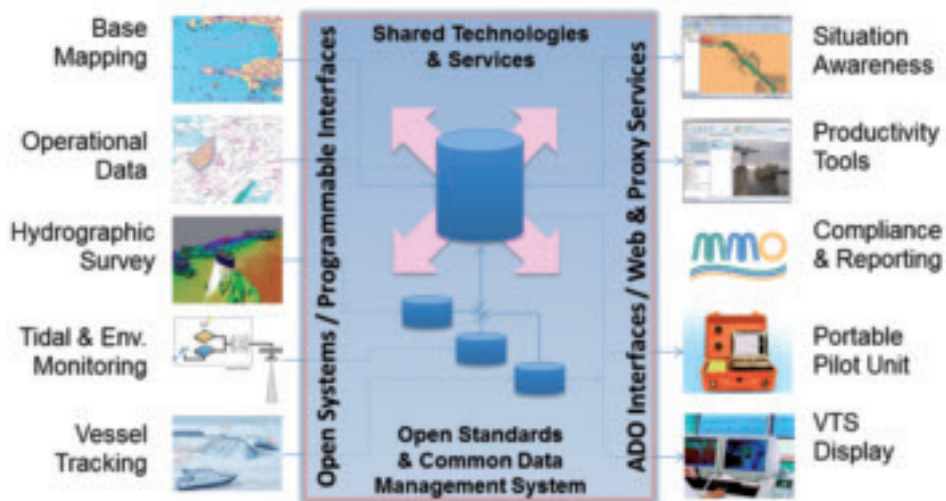 Base
Mapping
Operational
Data
Hydrographic
Survey
Tidal & Env.
Monitoring
Vessel
Tracking
Open Systems / Programmable Interfaces
Shared Technologies
& Services
Open Standards
& Common Data
Management System
ADO Interfaces/ Web & Proxy Services
Situation
Awareness
Productivity
Tools
mmo
Compliance
& Reporting
Portable
Pilot Unit
VTS
Display